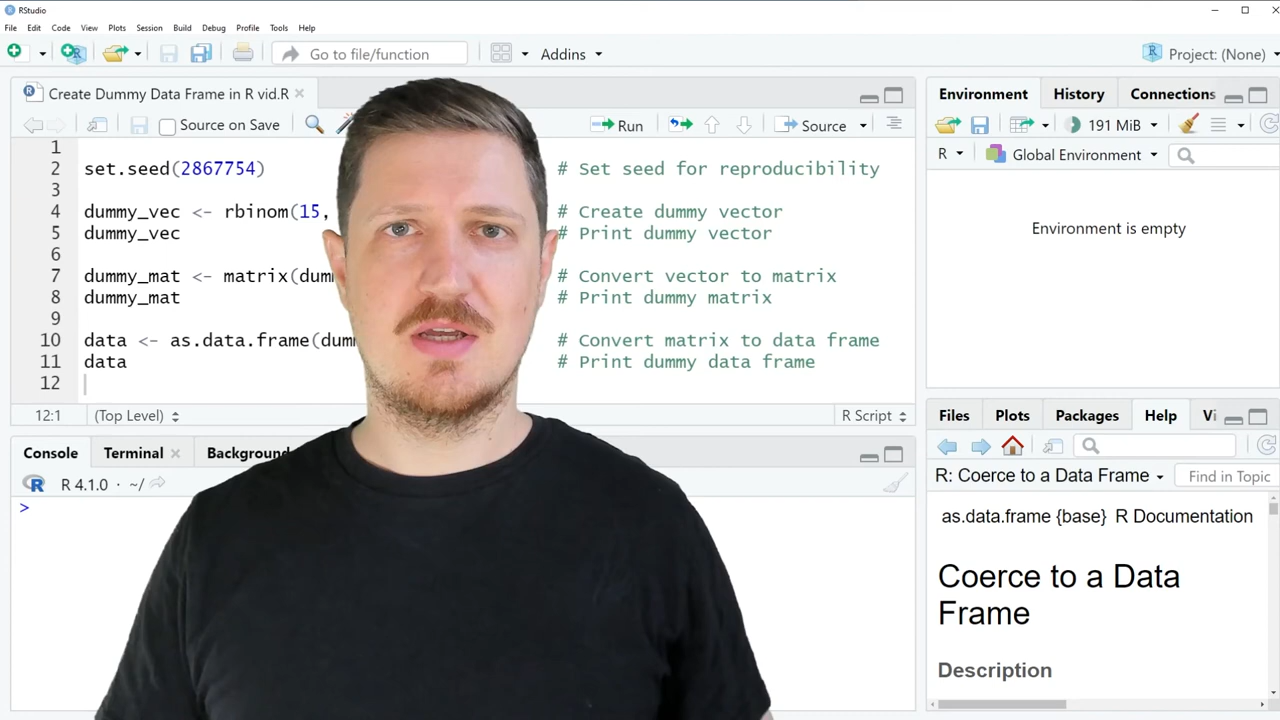 RStudio
File Edit Code View Plots Session Build Debug Profile Tools Help
Go to file/function
Addins
Project: (None)
Create Dummy Data Frame in R vid.R
Source on Save
Run
Source
1
2 set.seed(2867754) # Set seed for reproducibility
3
4 dummy_vec <- rbinom(15, # Create dummy vector
5 dummy_vec # Print dummy vector
6
7 dummy_mat <- matrix( # Convert vector to matrix
8 dummy_mat # Print dummy matrix
9
10 data <- as.data.frame( # Convert matrix to data frame
11 data # Print dummy data frame
12
12:1 (Top Level) R Script
Console Terminal Background
R 4.1.0 · ~/
>
Environment History Connections
191 MiB
R Global Environment
Environment is empty
Files Plots Packages Help Vi
R: Coerce to a Data Frame Find in Topic
as.data.frame {base} R Documentation
Coerce to a Data
Frame
Description